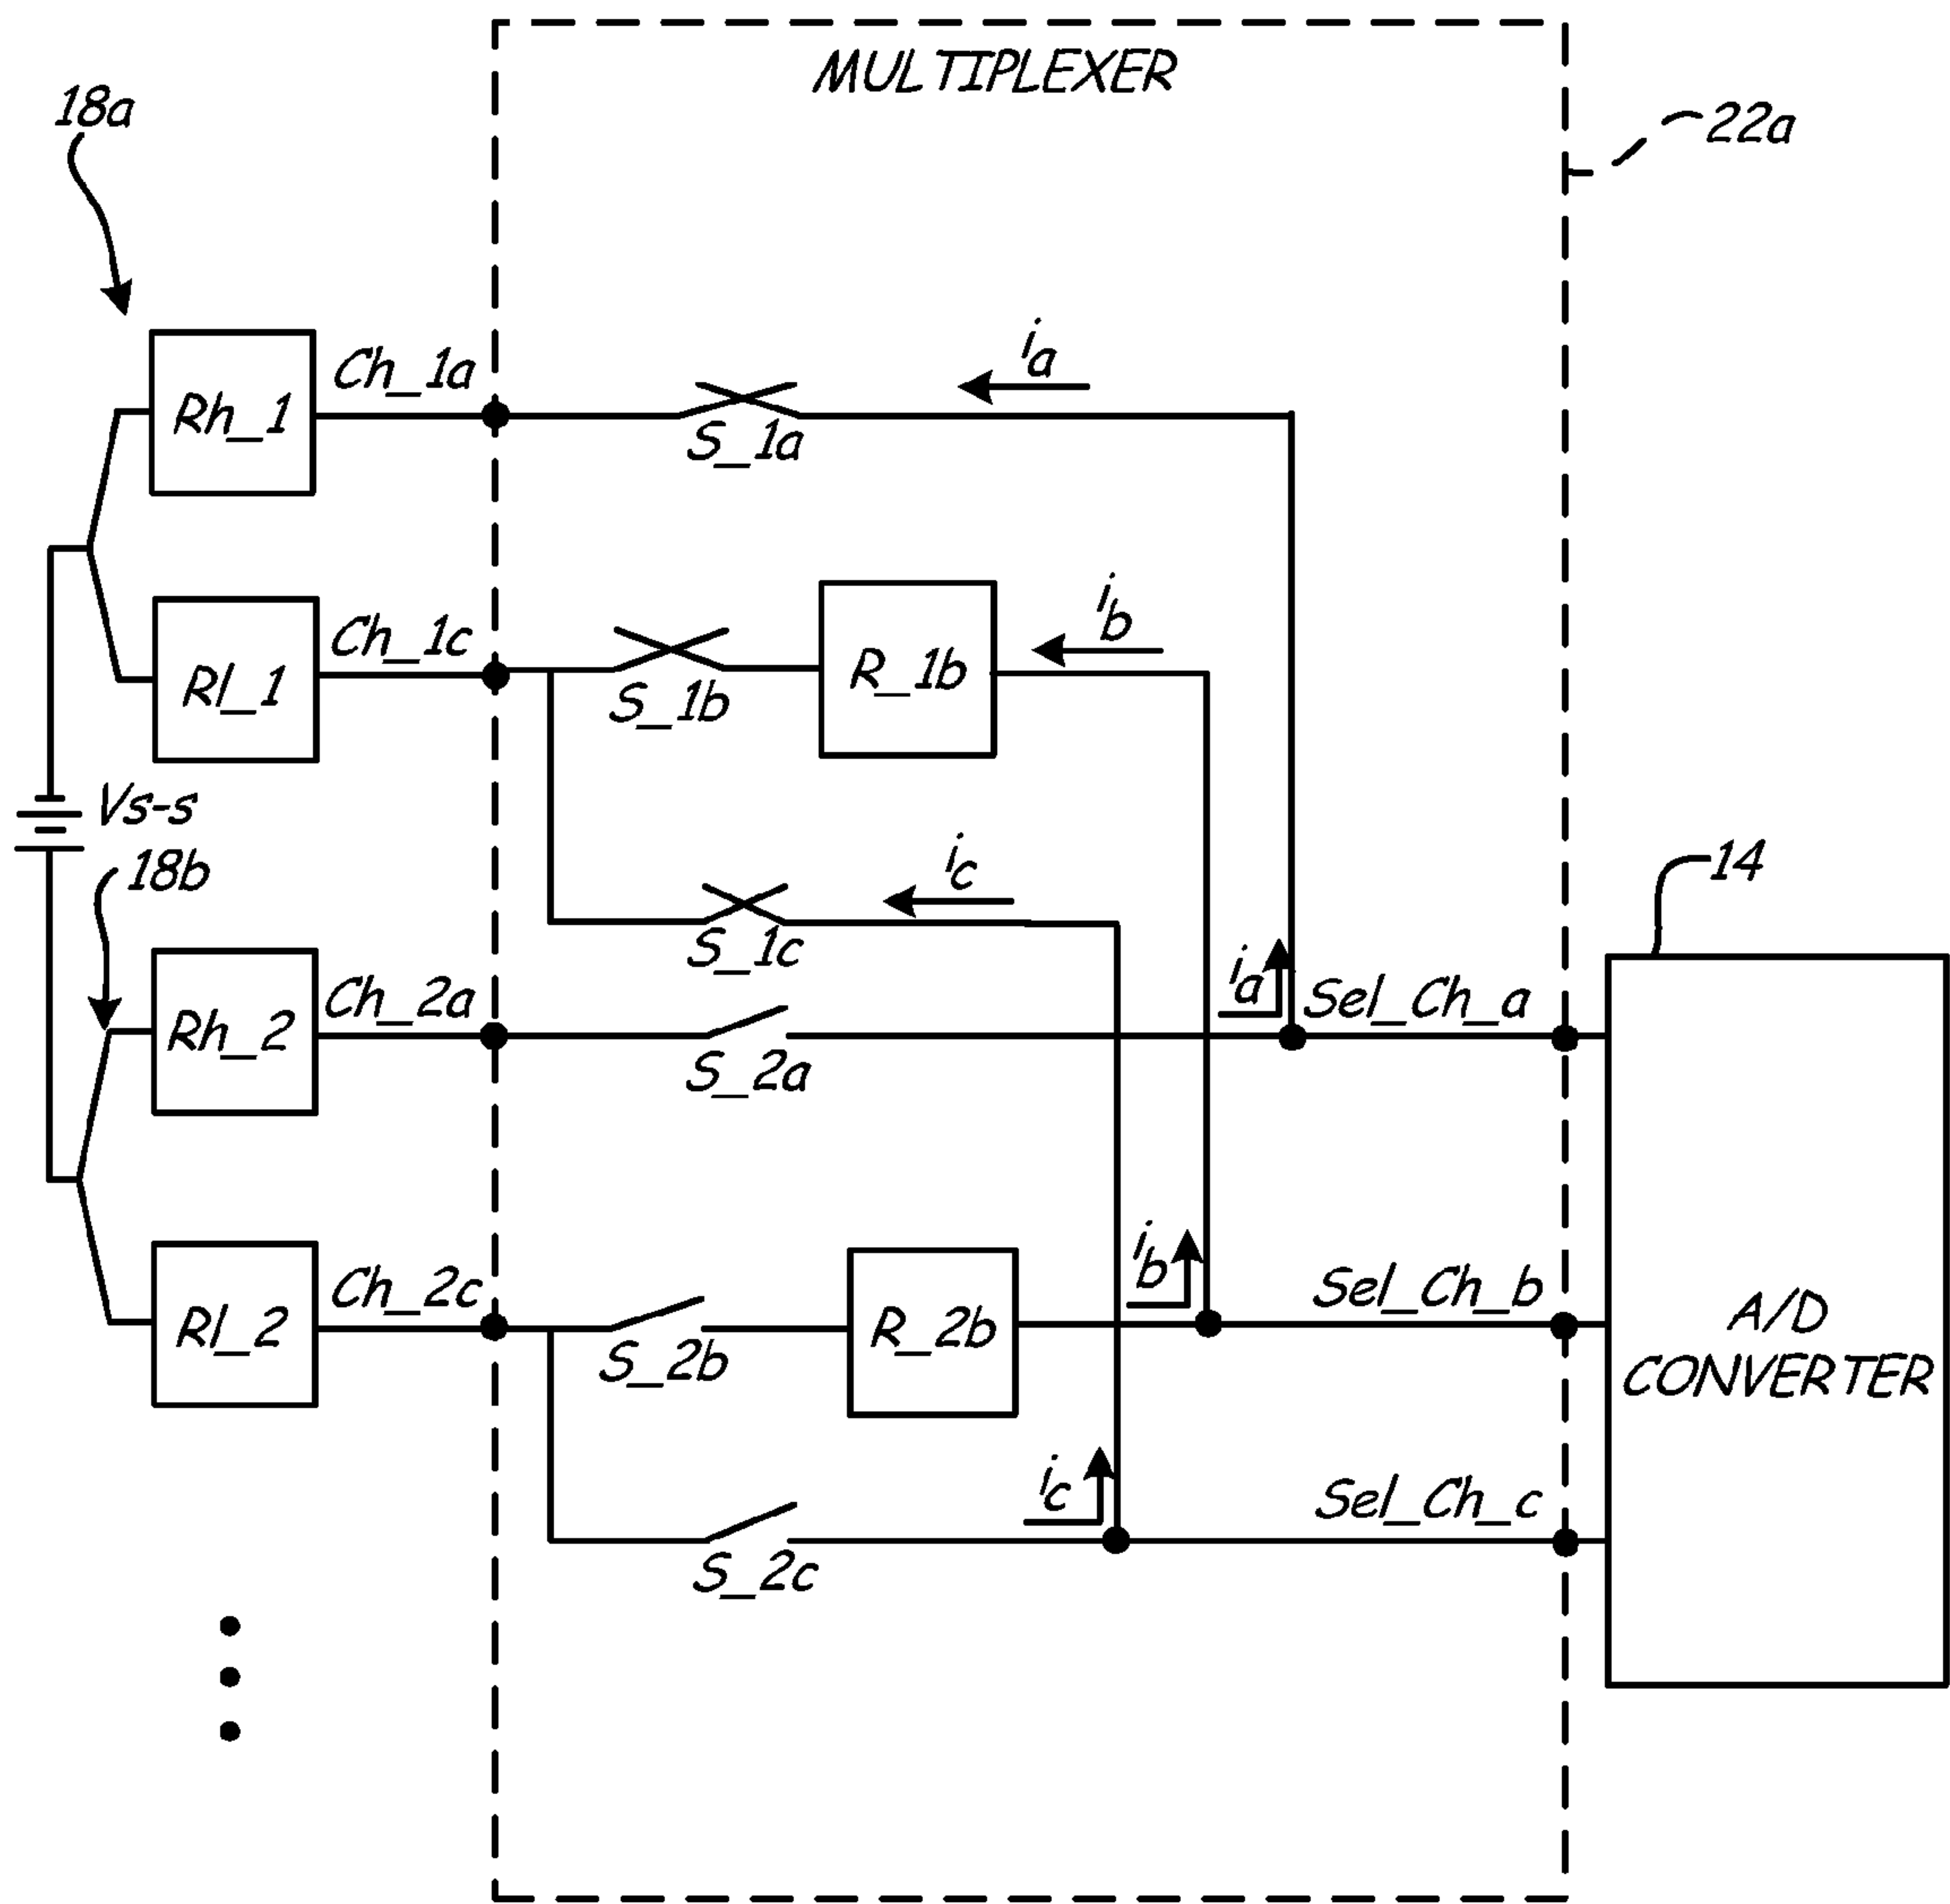 MULTIPLEXER
18a
22a
Rh_1
Ch_1a
S_1a
ia
Rl_1
Ch_1c
S_1b
R_1b
ib
Vs-s
18b
S_1c
ic
14
Rh_2
Ch_2a
S_2a
ia
Sel_Ch_a
Rl_2
Ch_2c
S_2b
R_2b
ib
Sel_Ch_b
A/D
CONVERTER
S_2c
ic
Sel_Ch_c